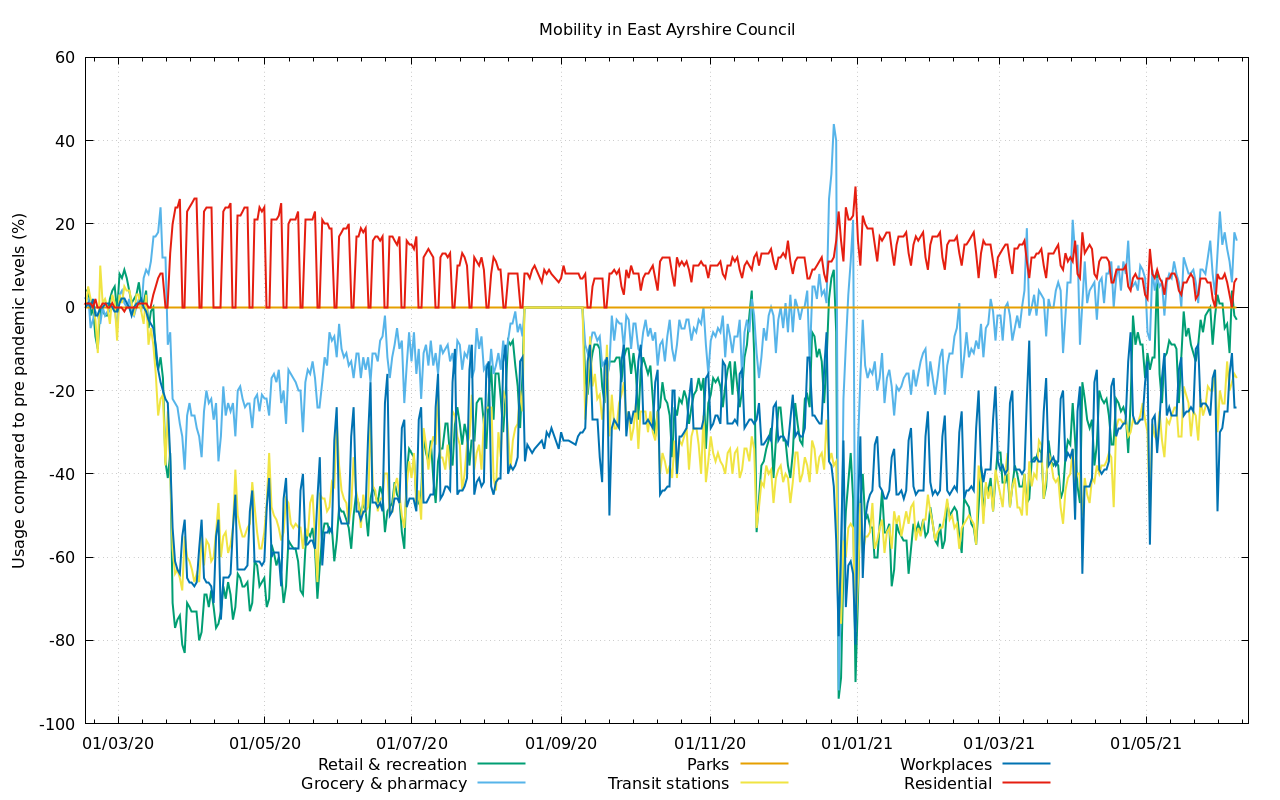 Mobility in East Ayrshire Council
Usage compared to pre pandemic levels (%)
60
40
20
0
-20
-40
-60
-80
-100
01/03/20 01/05/20 01/07/20 01/09/20 01/11/20 01/01/21 01/03/21 01/05/21
Retail & recreation Parks Workplaces
Grocery & pharmacy Transit stations Residential